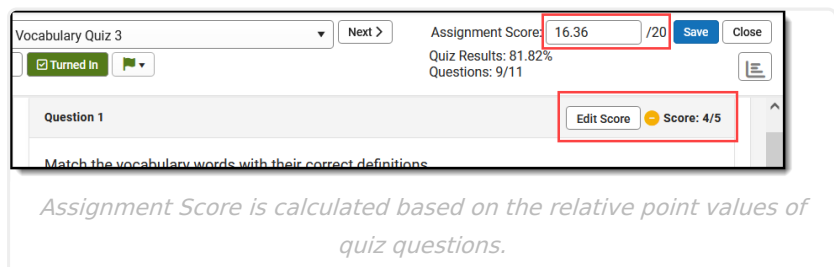 Vocabulary Quiz 3
Next >
Assignment Score: 16.36 /20
Save
Close
Turned In
Quiz Results: 81.82%
Questions: 9/11
Question 1
Edit Score
Score: 4/5
Match the vocabulary words with their correct definitions
Assignment Score is calculated based on the relative point values of
quiz questions.